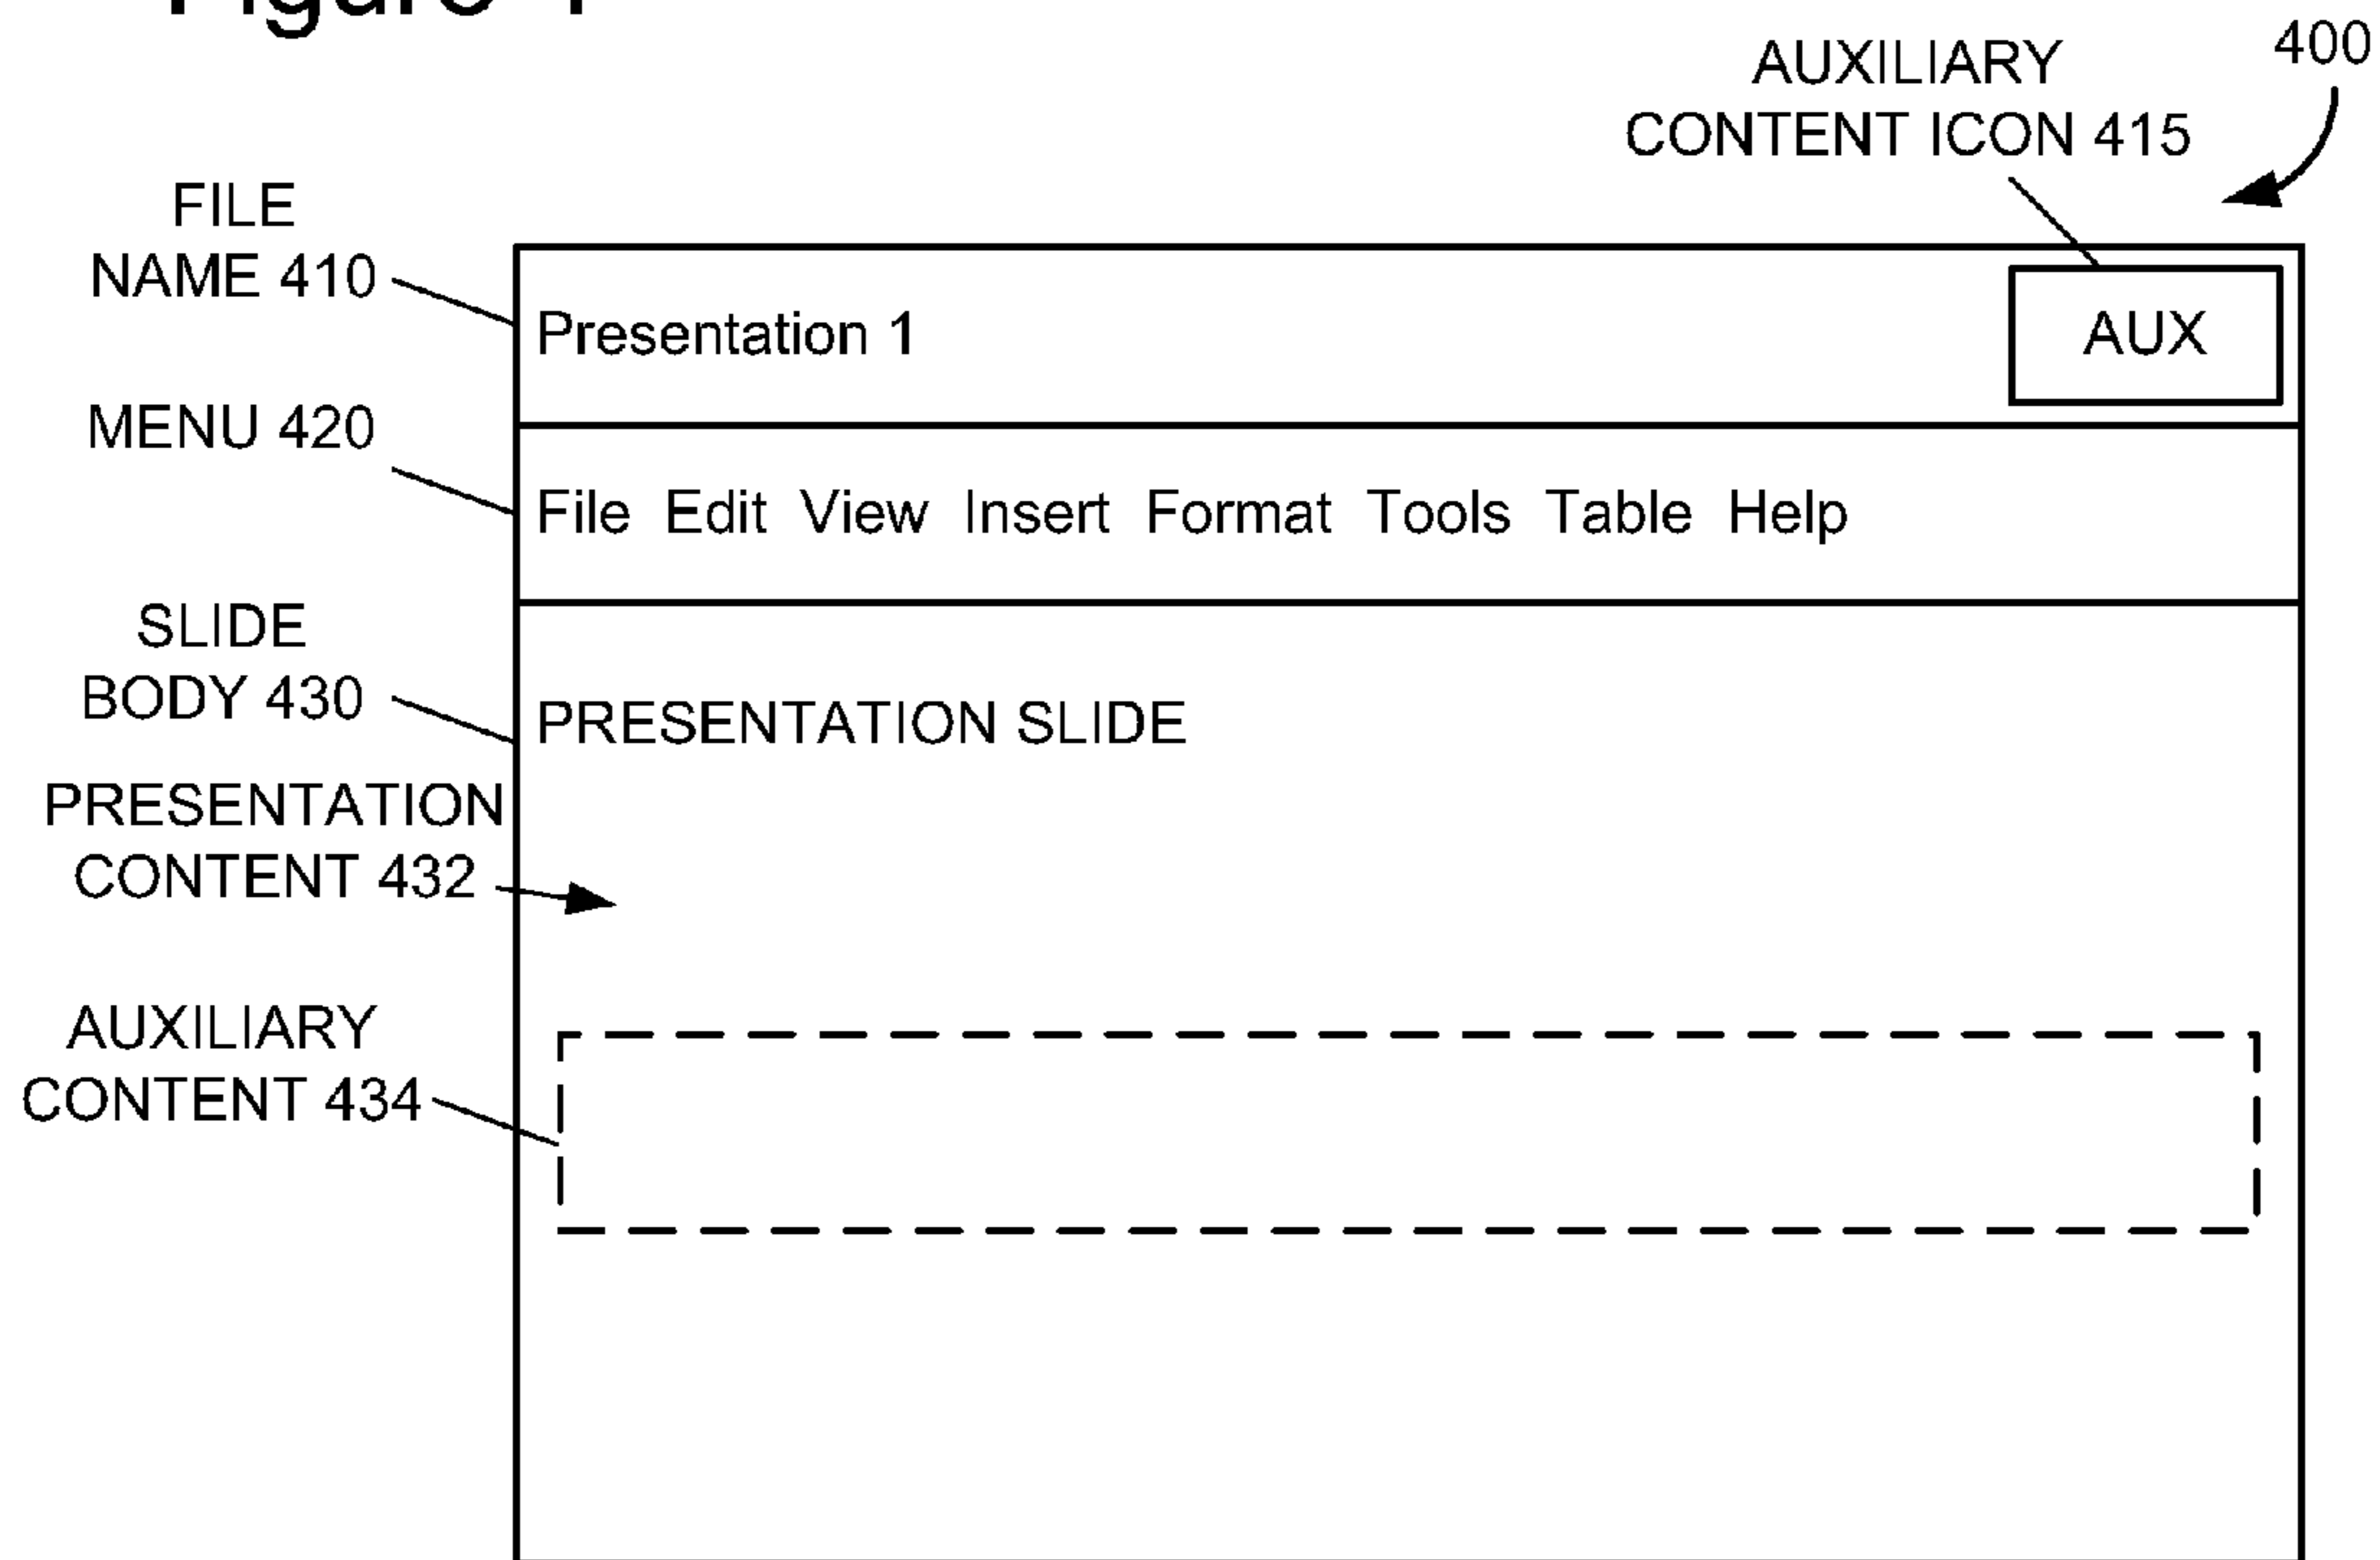 Figure
400
AUXILIARY
CONTENT ICON 415
FILE
NAME 410
Presentation 1
AUX
MENU 420
File Edit View Insert Format Tools Table Help
SLIDE
BODY 430
PRESENTATION SLIDE
PRESENTATION
CONTENT 432
AUXILIARY
CONTENT 434